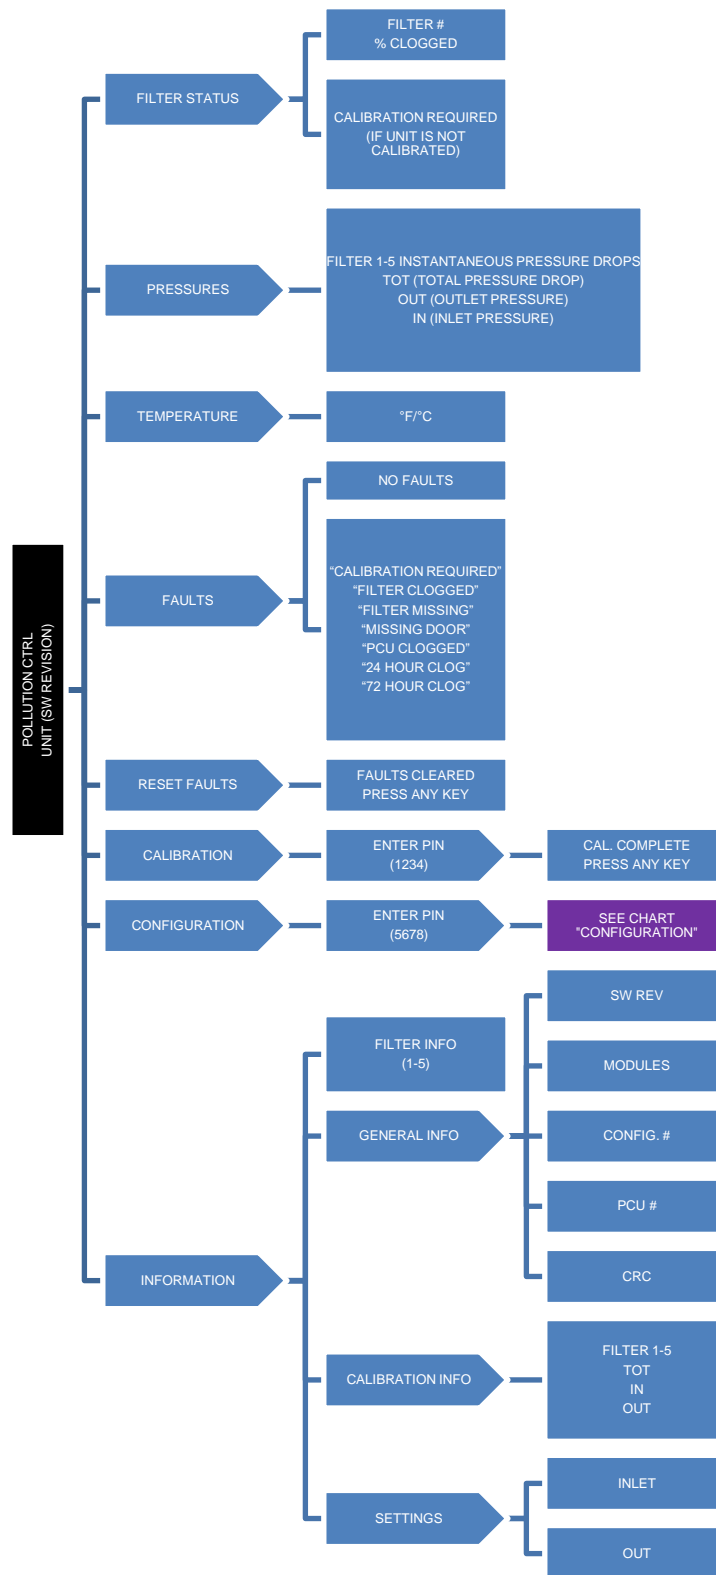 POLLUTION CTRL
UNIT (SW REVISION)
FILTER STATUS
FILTER #
% CLOGGED
CALIBRATION REQUIRED
(IF UNIT IS NOT
CALIBRATED)
PRESSURES
FILTER 1-5 INSTANTANEOUS PRESSURE DROPS
TOT (TOTAL PRESSURE DROP)
OUT (OUTLET PRESSURE)
IN (INLET PRESSURE)
TEMPERATURE
°F/°C
FAULTS
NO FAULTS
“CALIBRATION REQUIRED”
“FILTER CLOGGED”
“FILTER MISSING”
“MISSING DOOR”
“PCU CLOGGED”
“24 HOUR CLOG”
“72 HOUR CLOG”
RESET FAULTS
FAULTS CLEARED
PRESS ANY KEY
CALIBRATION
ENTER PIN
(1234)
CAL. COMPLETE
PRESS ANY KEY
CONFIGURATION
ENTER PIN
(5678)
SEE CHART
"CONFIGURATION"
INFORMATION
FILTER INFO
(1-5)
GENERAL INFO
SW REV
MODULES
CONFIG. #
PCU #
CRC
CALIBRATION INFO
FILTER 1-5
TOT
IN
OUT
SETTINGS
INLET
OUT